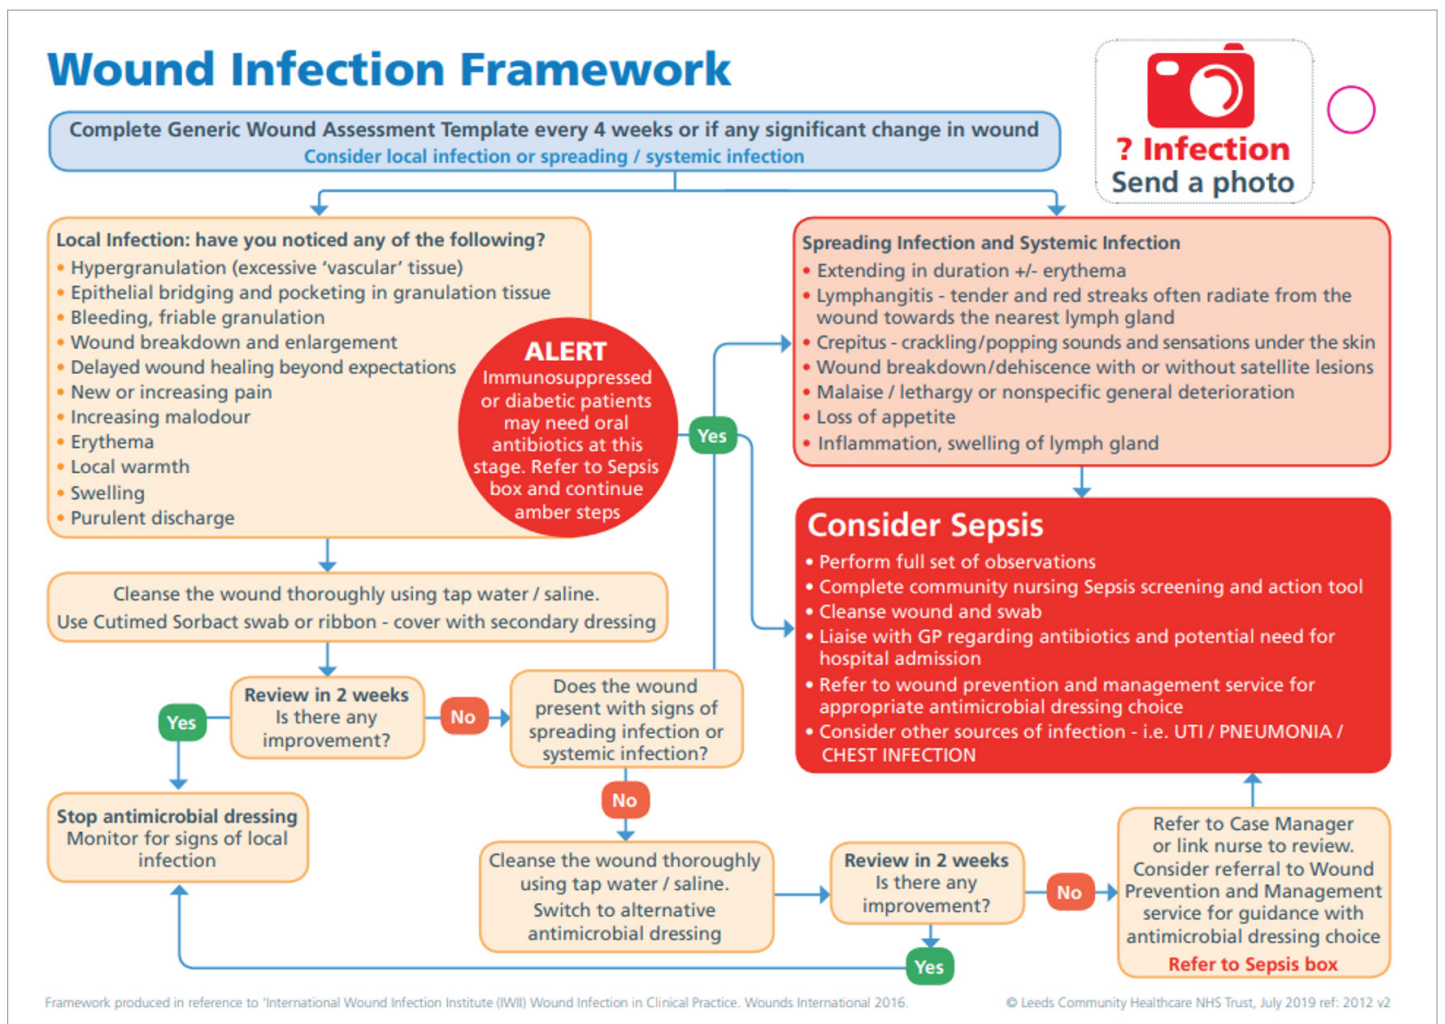 Wound Infection Framework
? Infection
Send a photo
Complete Generic Wound Assessment Template every 4 weeks or if any significant change in wound
Consider local infection or spreading / systemic infection
Local Infection: have you noticed any of the following?
• Hypergranulation (excessive ‘vascular’ tissue)
• Epithelial bridging and pocketing in granulation tissue
• Bleeding, friable granulation
• Wound breakdown and enlargement
• Delayed wound healing beyond expectations
• New or increasing pain
• Increasing malodour
• Erythema
• Local warmth
• Swelling
• Purulent discharge
ALERT
Immunosuppressed
or diabetic patients
may need oral
antibiotics at this
stage. Refer to Sepsis
box and continue
amber steps
Yes
Spreading Infection and Systemic Infection
• Extending in duration +/- erythema
• Lymphangitis - tender and red streaks often radiate from the
wound towards the nearest lymph gland
• Crepitus - crackling/popping sounds and sensations under the skin
• Wound breakdown/dehiscence with or without satellite lesions
• Malaise / lethargy or nonspecific general deterioration
• Loss of appetite
• Inflammation, swelling of lymph gland
Consider Sepsis
• Perform full set of observations
• Complete community nursing Sepsis screening and action tool
• Cleanse wound and swab
• Liaise with GP regarding antibiotics and potential need for
hospital admission
• Refer to wound prevention and management service for
appropriate antimicrobial dressing choice
• Consider other sources of infection - i.e. UTI / PNEUMONIA /
CHEST INFECTION
Cleanse the wound thoroughly using tap water / saline.
Use Cutimed Sorbact swab or ribbon - cover with secondary dressing
Review in 2 weeks
Is there any
improvement?
Yes
No
Does the wound
present with signs of
spreading infection or
systemic infection?
No
Stop antimicrobial dressing
Monitor for signs of local
infection
Cleanse the wound thoroughly
using tap water / saline.
Switch to alternative
antimicrobial dressing
Review in 2 weeks
Is there any
improvement?
No
Yes
Refer to Case Manager
or link nurse to review.
Consider referral to Wound
Prevention and Management
service for guidance with
antimicrobial dressing choice
Refer to Sepsis box
Framework produced in reference to ‘International Wound Infection Institute (IWII) Wound Infection in Clinical Practice. Wounds International 2016.
© Leeds Community Healthcare NHS Trust, July 2019 ref: 2012 v2